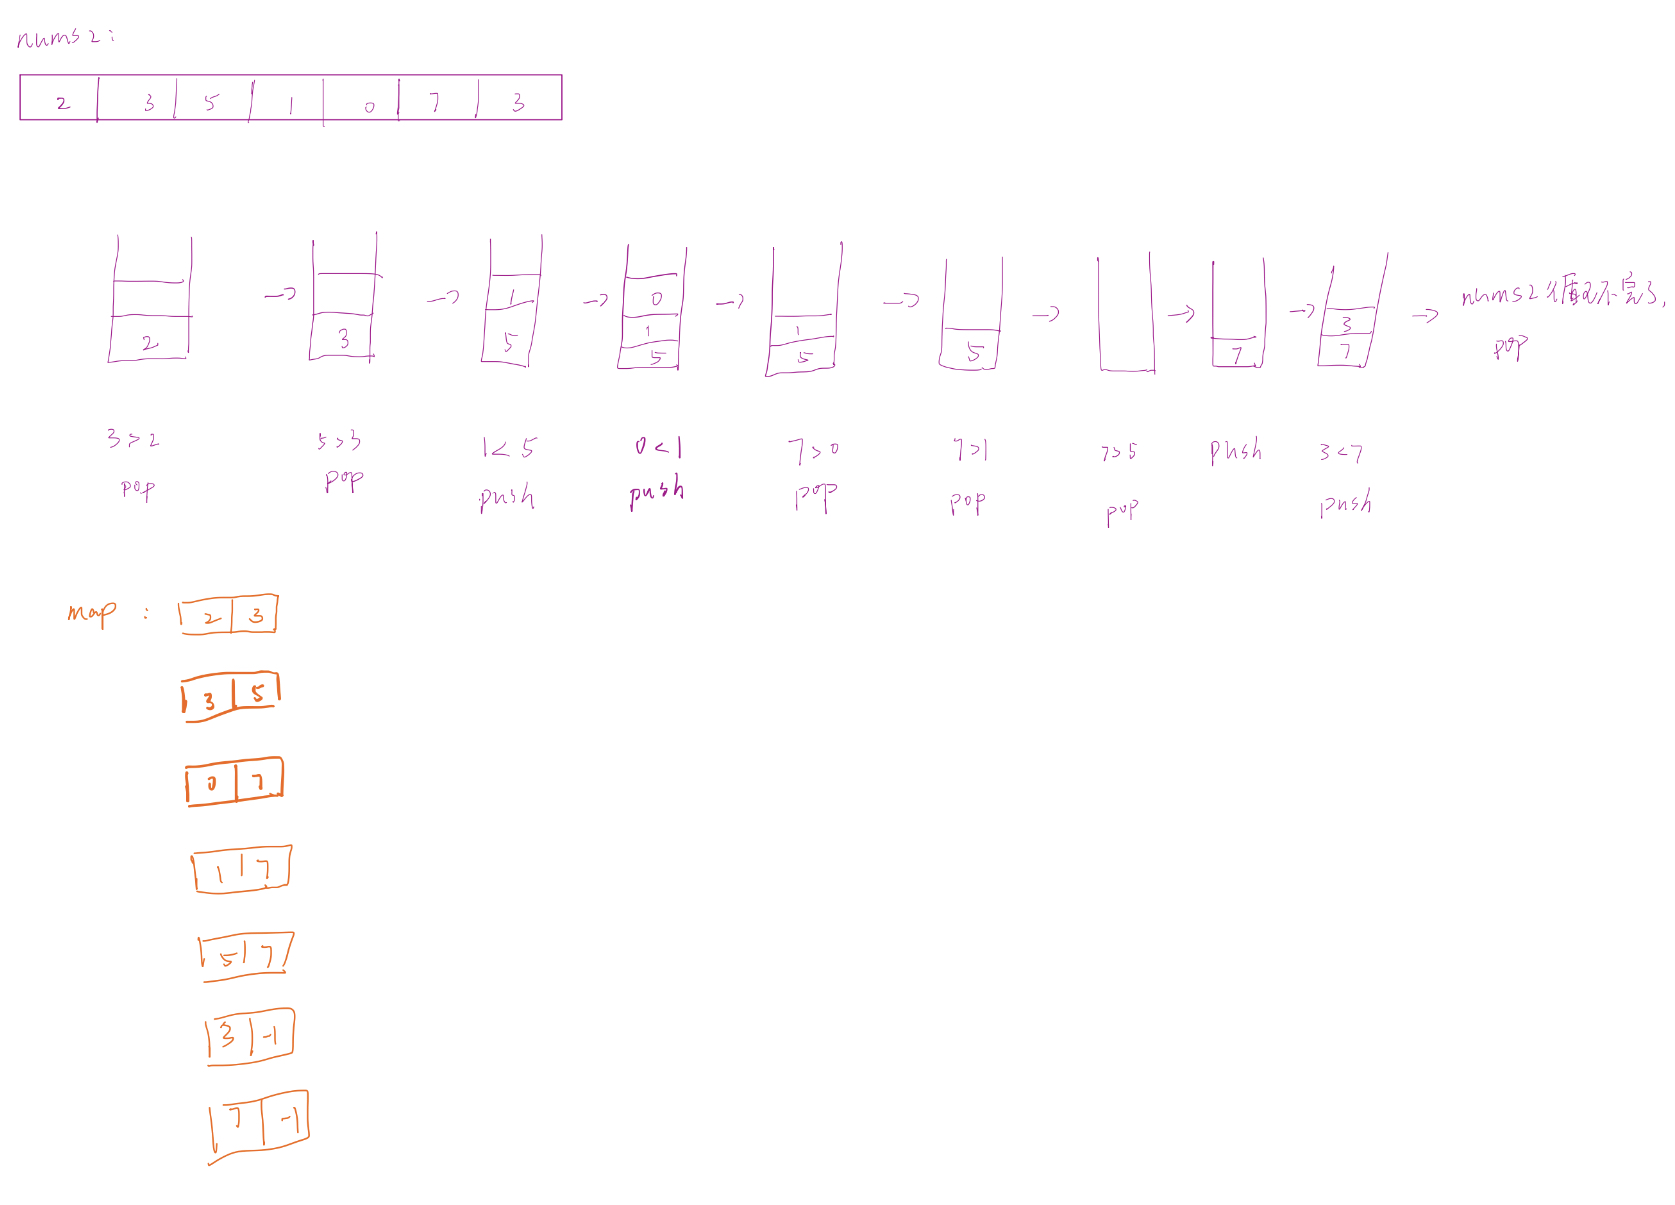 nums2:
2 3 5 1 0 7 3
2 → 3 → 1 → 0 → 1 → 5 → → 7 → 3 → nums2 循环完了,
5 1 5 7 pop
5
3>2 5>3 1<5 0<1 7>0 7>1 7>5 push 3<7
pop pop push push pop pop pop push
map : 2 3
3 5
0 7
1 7
5 7
3 -1
7 -1